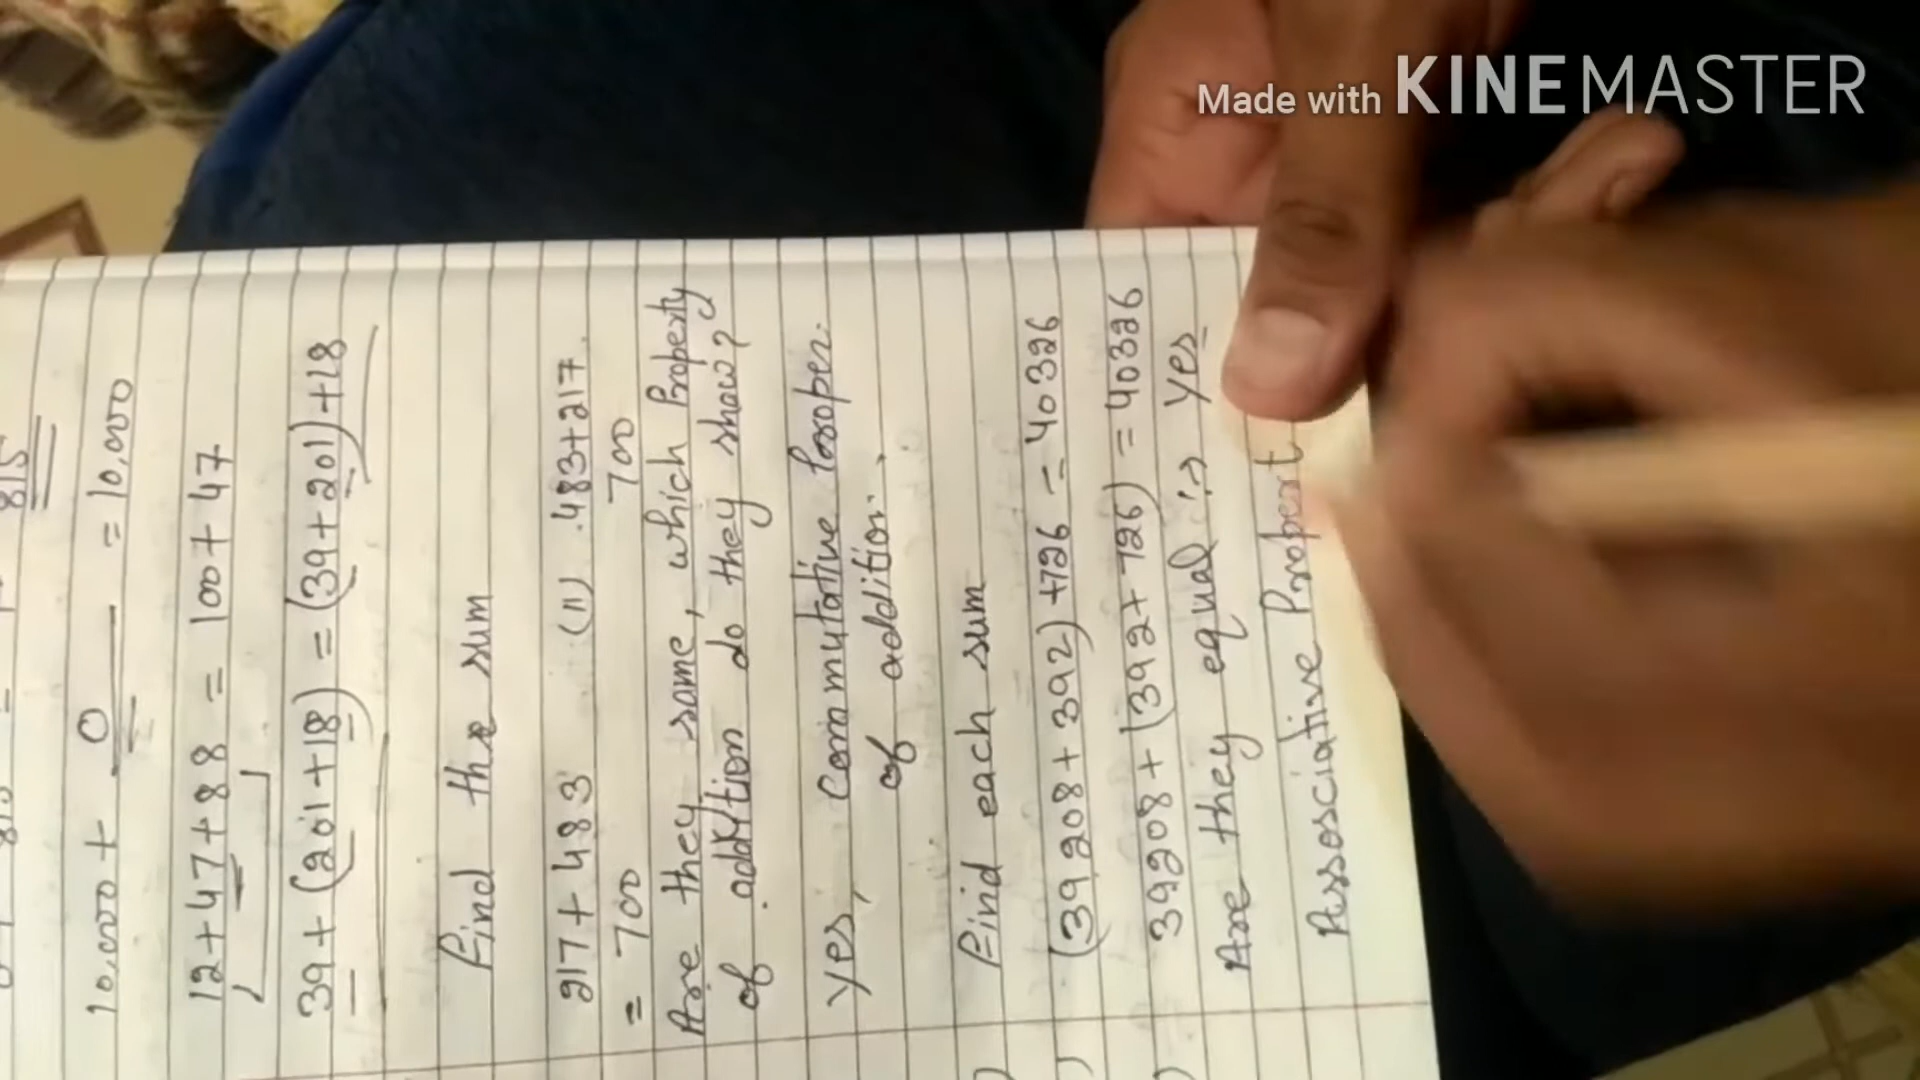 Made with KINEMASTER
815
10,000 + 0 = 10,000
12+47+88 = 100+47
39+(201+18) = (39+201)+18
Find the sum
217+483 (11) 483+217
= 700 700
Are they same, which Property
of addition do they show?
yes, commutative Proper.
of addition.
Find each sum
(39208+392)+726 = 40326
39208+(392+726) = 40326
Are they equal :-> yes
Associative Propert